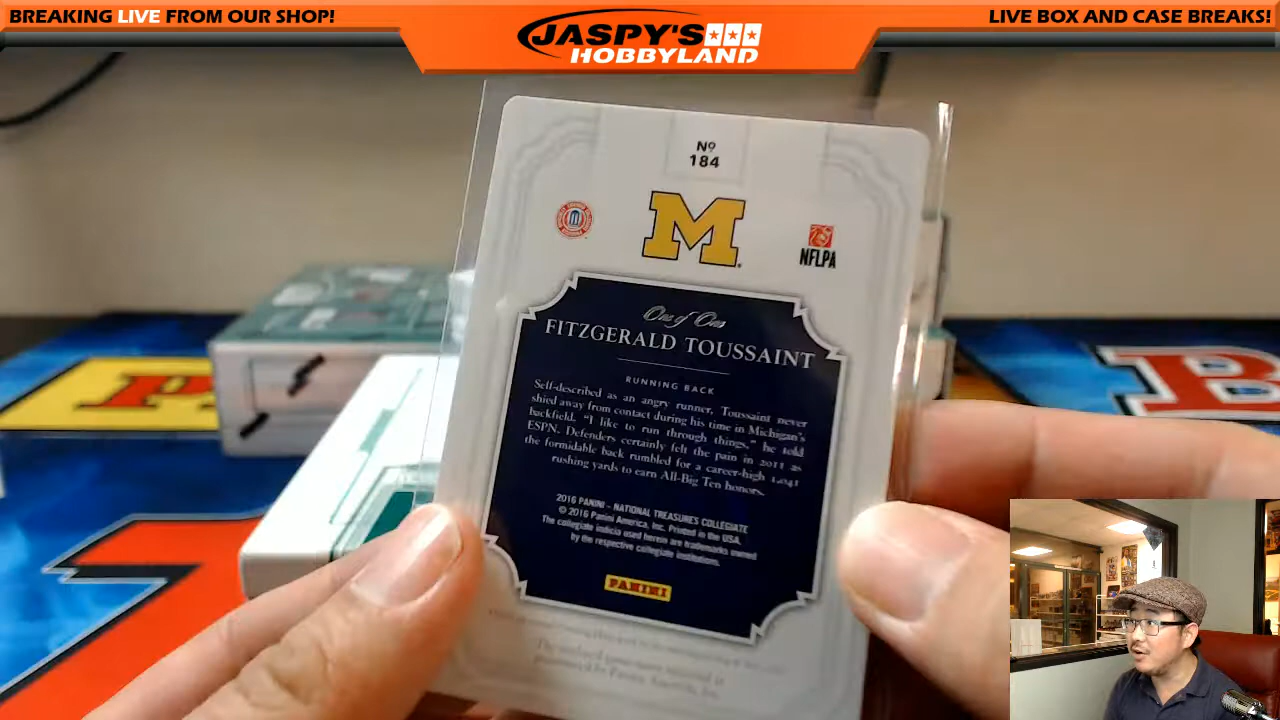 BREAKING LIVE FROM OUR SHOP!
JASPY'S
HOBBYLAND
LIVE BOX AND CASE BREAKS!
Nº
184
M
NFLPA
One of One
FITZGERALD TOUSSAINT
RUNNING BACK
Self-described as an angry runner, Toussaint never
shied away from contact during his time in Michigan's
backfield. "I like to run through things," he told
ESPN. Defenders certainly felt the pain in 2011 as
the formidable back rumbled for a career-high 1,041
rushing yards to earn All-Big Ten honors.
2016 PANINI - NATIONAL TREASURES COLLEGIATE
© 2016 Panini America, Inc. Printed in the USA.
The collegiate indicia used herein are trademarks owned
by the respective collegiate institutions.
PANINI